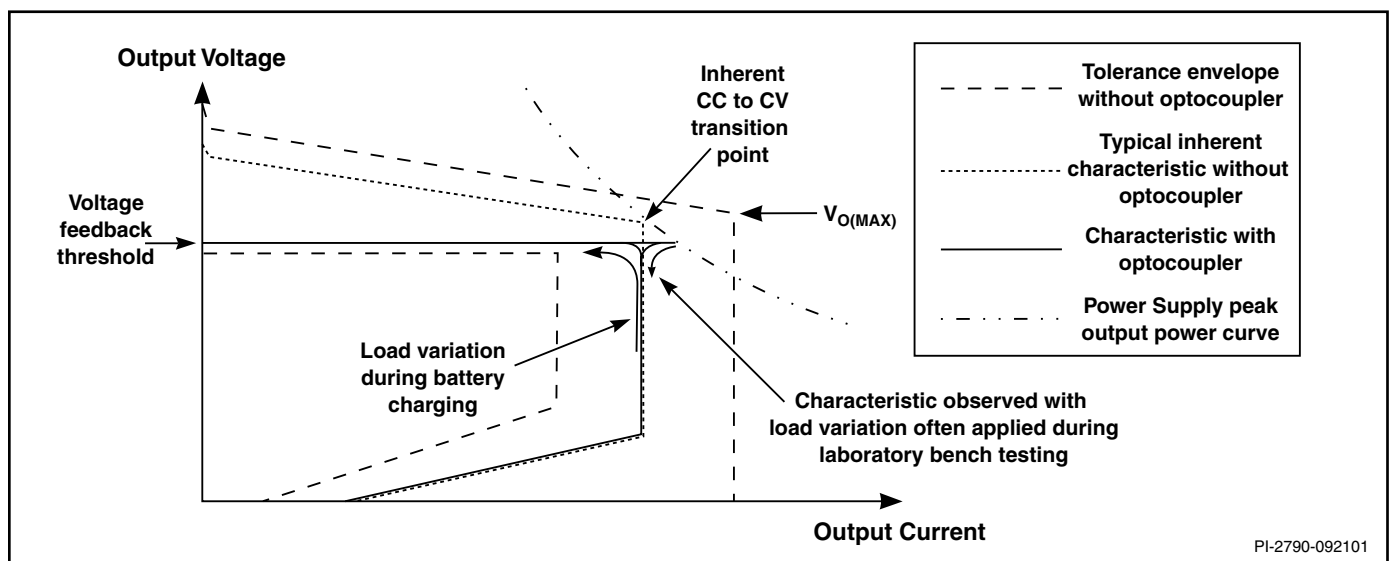 Output Voltage
Inherent
CC to CV
transition
point
Tolerance envelope
without optocoupler
Typical inherent
characteristic without
optocoupler
Characteristic with
optocoupler
Power Supply peak
output power curve
Voltage
feedback
threshold
VO(MAX)
Load variation
during battery
charging
Characteristic observed with
load variation often applied during
laboratory bench testing
Output Current
PI-2790-092101